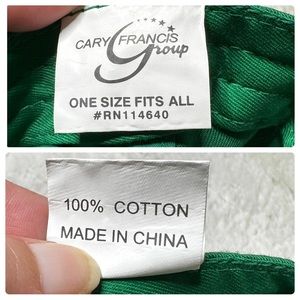 CARY FRANCIS
Group
ONE SIZE FITS ALL
#RN114640
100% COTTON
MADE IN CHINA